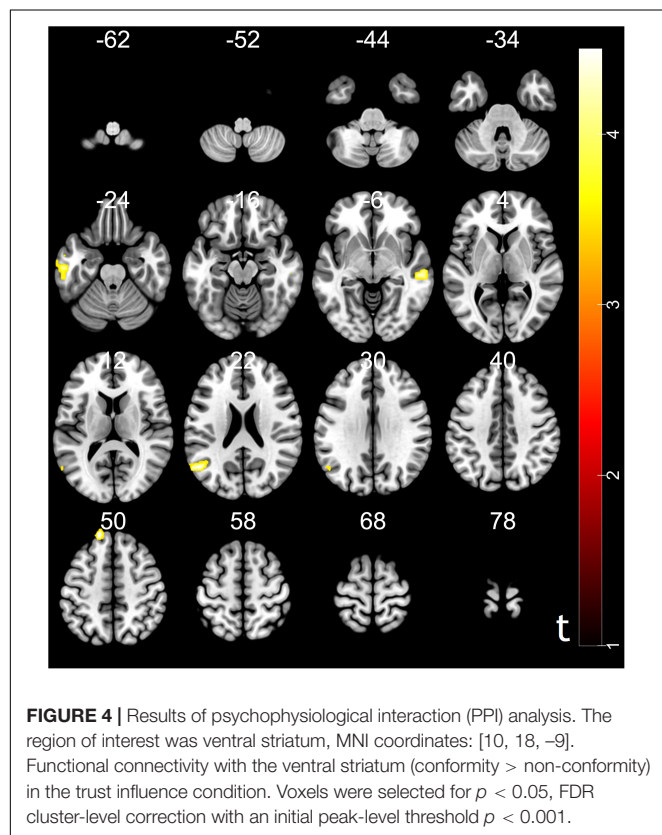 -62 -52 -44 -34
-24 -16 -6 4
12 22 30 40
50 58 68 78
4
3
2
1
t
FIGURE 4 | Results of psychophysiological interaction (PPI) analysis. The
region of interest was ventral striatum, MNI coordinates: [10, 18, –9].
Functional connectivity with the ventral striatum (conformity > non-conformity)
in the trust influence condition. Voxels were selected for p < 0.05, FDR
cluster-level correction with an initial peak-level threshold p < 0.001.